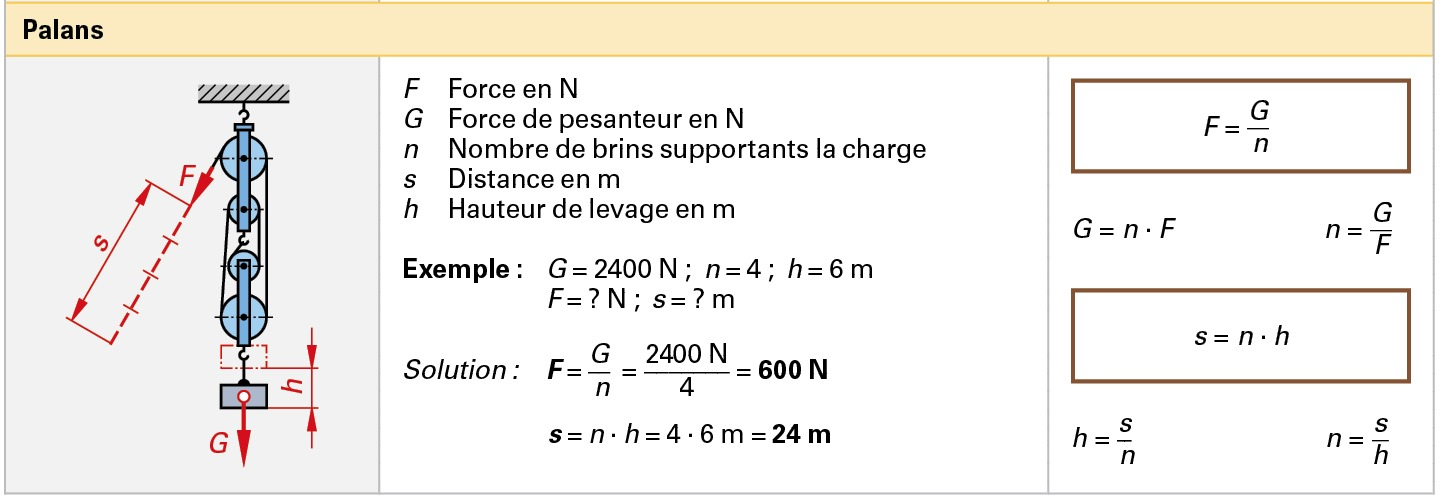 Palans
F
s
h
G
F Force en N
G Force de pesanteur en N
n Nombre de brins supportants la charge
s Distance en m
h Hauteur de levage en m
Exemple : G = 2400 N ; n = 4 ; h = 6 m
F = ? N ; s = ? m
Solution : F = G/n = 2400 N/4 = 600 N
s = n · h = 4 · 6 m = 24 m
F = G/n
G = n · F n = G/F
s = n · h
h = s/n n = s/h